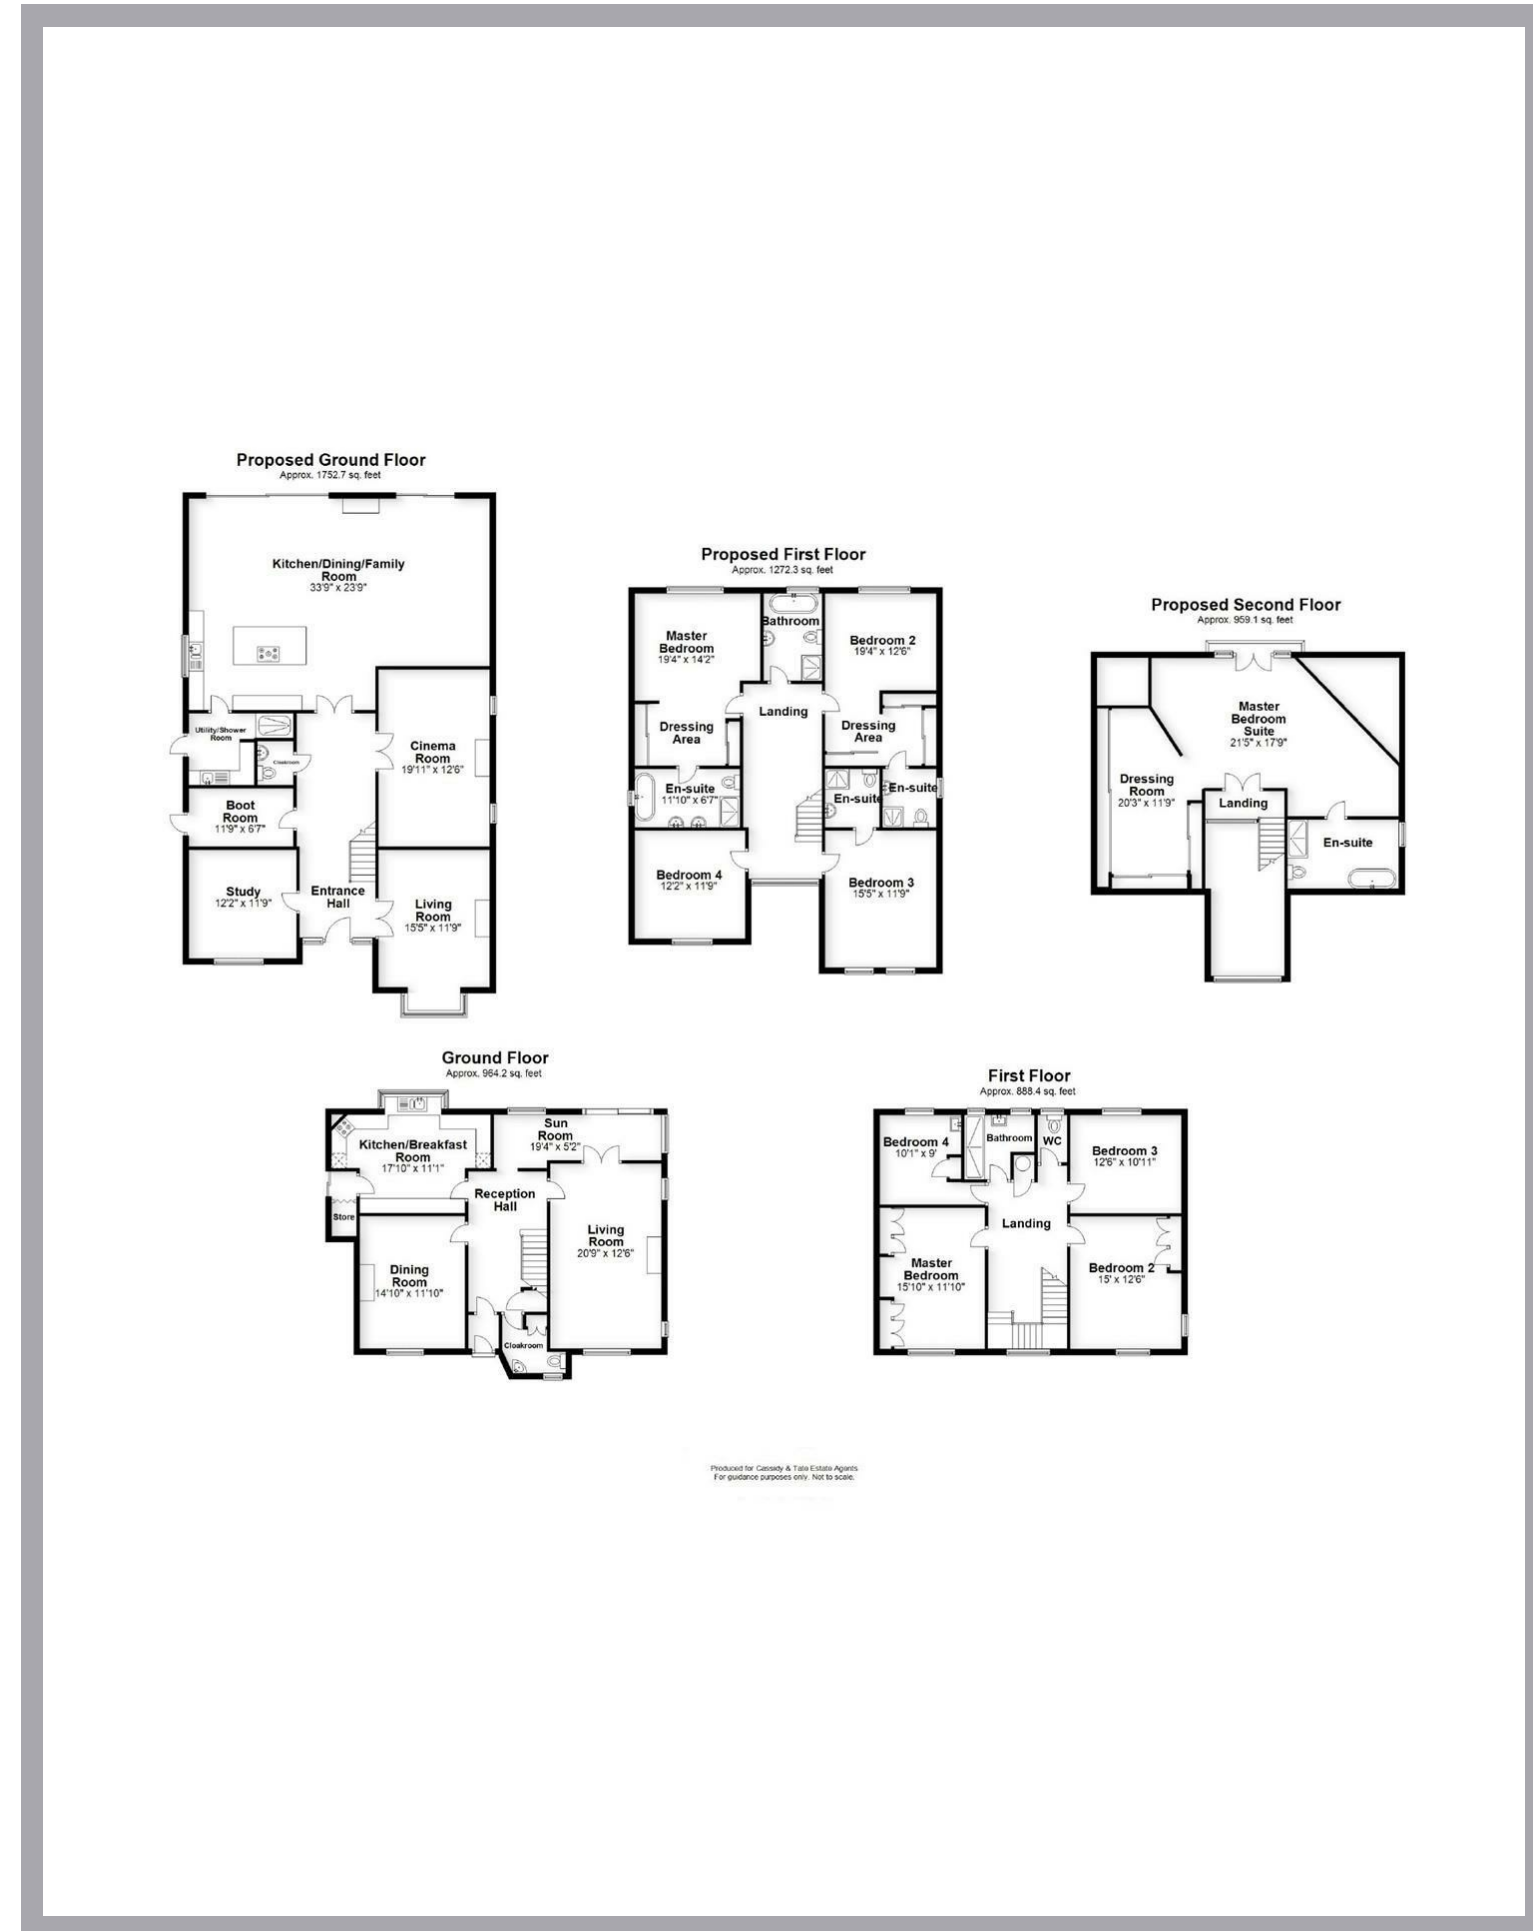 Proposed Ground Floor
Approx. 1752.7 sq. feet
Kitchen/Dining/Family
Room
33'9" x 23'9"
Utility/Shower
Room
Cloakroom
Cinema
Room
19'11" x 12'6"
Boot
Room
11'9" x 6'7"
Study
12'2" x 11'9"
Entrance
Hall
Living
Room
15'5" x 11'9"
Proposed First Floor
Approx. 1272.3 sq. feet
Master
Bedroom
19'4" x 14'2"
Bathroom
Bedroom 2
19'4" x 12'6"
Landing
Dressing
Area
Dressing
Area
En-suite
11'10" x 6'7"
En-suite
En-suite
Bedroom 4
12'2" x 11'9"
Bedroom 3
15'5" x 11'9"
Proposed Second Floor
Approx. 959.1 sq. feet
Master
Bedroom
Suite
21'5" x 17'9"
Dressing
Room
20'3" x 11'9"
Landing
En-suite
Ground Floor
Approx. 964.2 sq. feet
Kitchen/Breakfast
Room
17'10" x 11'1"
Sun
Room
19'4" x 5'2"
Reception
Hall
Store
Living
Room
20'9" x 12'6"
Dining
Room
14'10" x 11'10"
Cloakroom
First Floor
Approx. 888.4 sq. feet
Bedroom 4
10'1" x 9'
Bathroom
WC
Bedroom 3
12'6" x 10'11"
Landing
Master
Bedroom
15'10" x 11'10"
Bedroom 2
15' x 12'6"
Produced for Cassidy & Tate Estate Agents
For guidance purposes only. Not to scale.